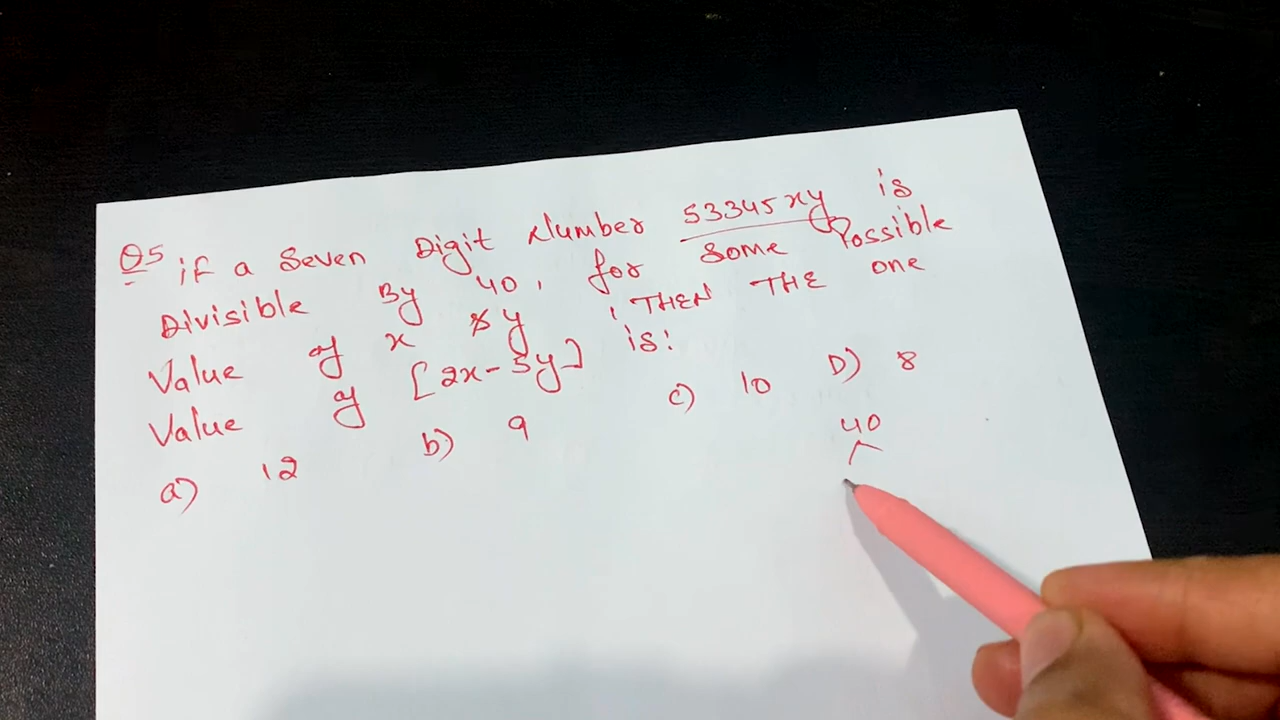 Q5 if a Seven Digit Number 53345xy is
Divisible By 40, for some Possible
Value of x & y , THEN THE one
Value of [2x-5y] is:
a) 12 b) 9 c) 10 D) 8
40